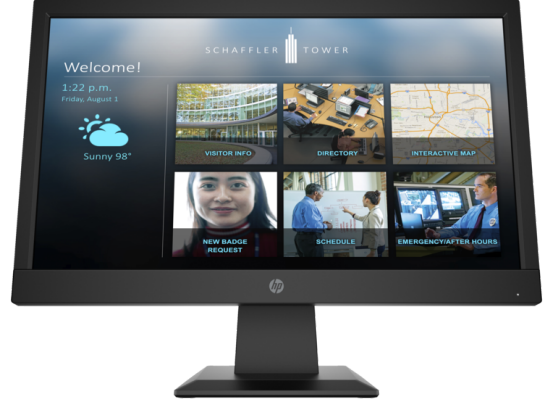 SCHAFFLER TOWER
Welcome!
1:22 p.m.
Friday, August 1
Sunny 98°
VISITOR INFO
DIRECTORY
INTERACTIVE MAP
NEW BADGE
REQUEST
SCHEDULE
EMERGENCY/AFTER HOURS
hp